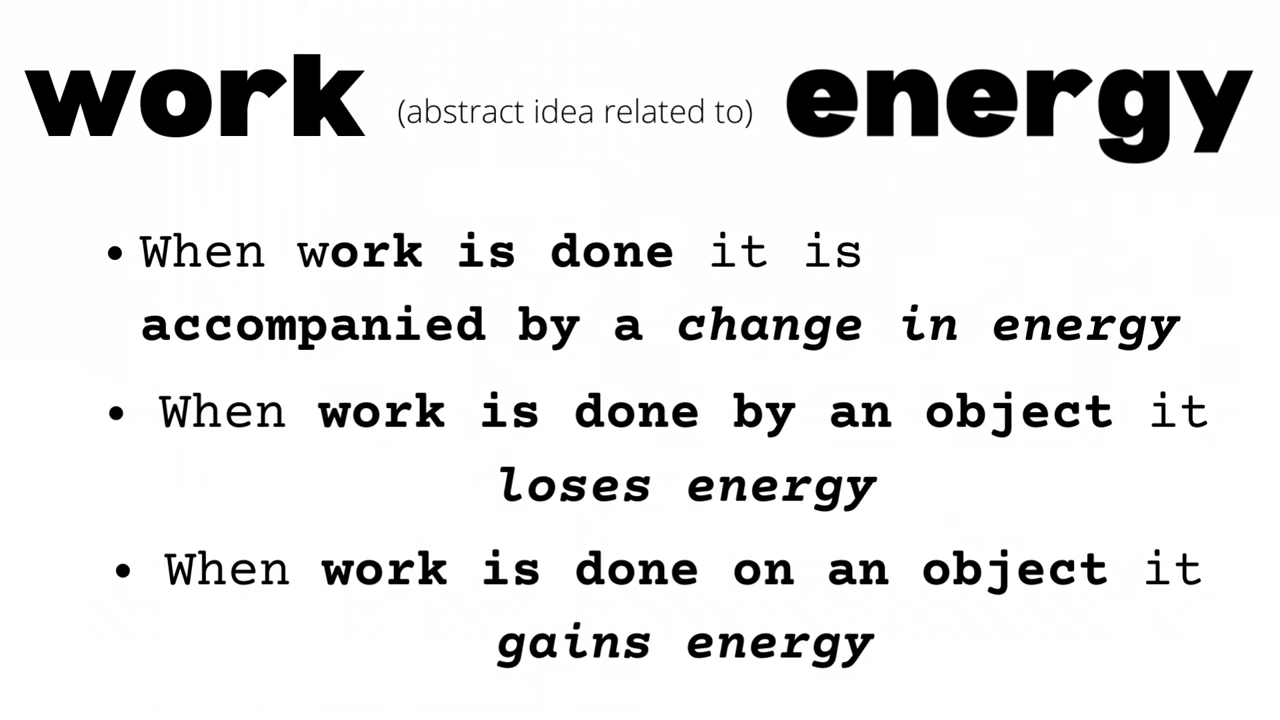 work (abstract idea related to) energy
• When work is done it is
accompanied by a change in energy
• When work is done by an object it
loses energy
• When work is done on an object it
gains energy